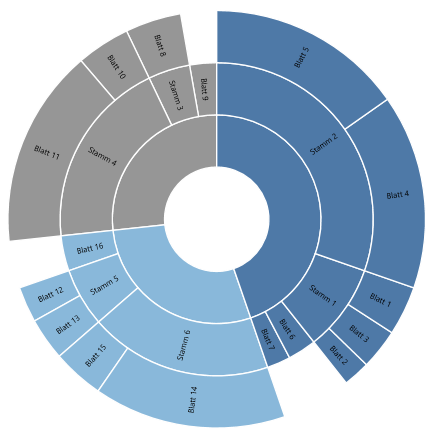 Blatt 5
Stamm 2
Blatt 4
Stamm 1
Blatt 1
Blatt 3
Blatt 2
Blatt 6
Blatt 7
Stamm 6
Blatt 14
Blatt 15
Stamm 5
Blatt 13
Blatt 12
Blatt 16
Stamm 4
Blatt 11
Blatt 10
Stamm 3
Blatt 8
Blatt 9